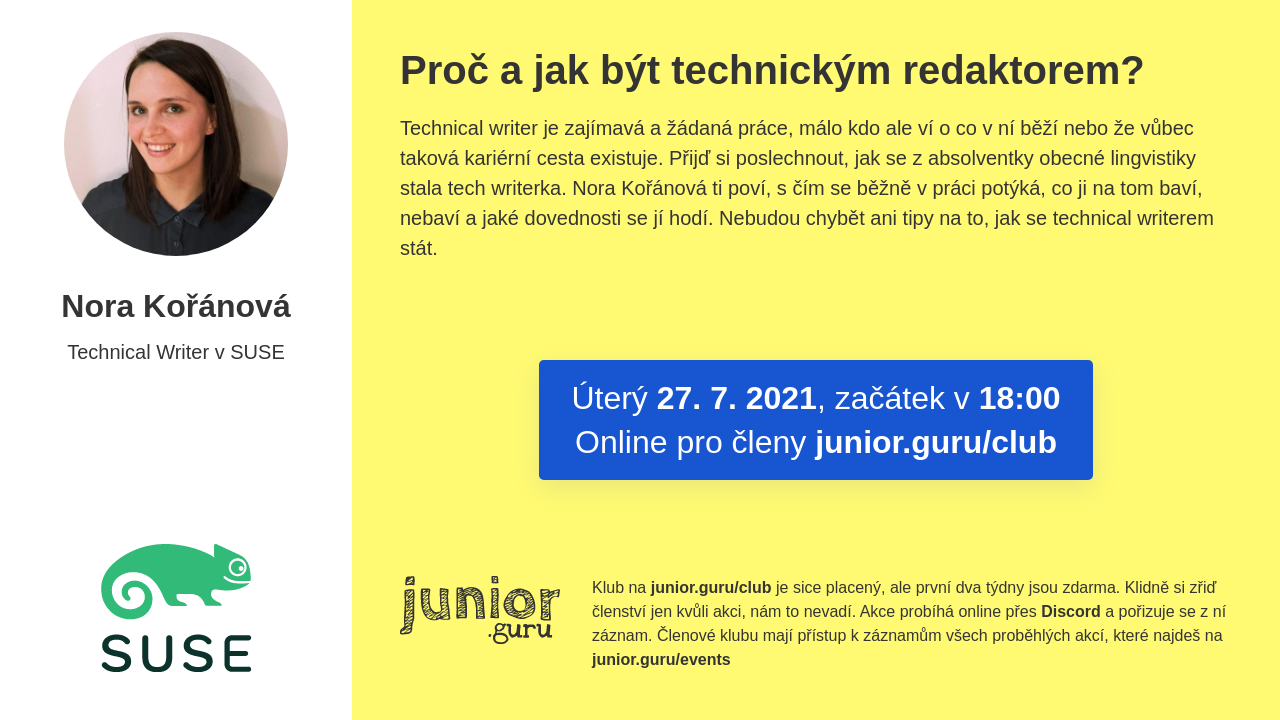 Nora Kořánová
Technical Writer v SUSE
SUSE
Proč a jak být technickým redaktorem?
Technical writer je zajímavá a žádaná práce, málo kdo ale ví o co v ní běží nebo že vůbec
taková kariérní cesta existuje. Přijď si poslechnout, jak se z absolventky obecné lingvistiky
stala tech writerka. Nora Kořánová ti poví, s čím se běžně v práci potýká, co ji na tom baví,
nebaví a jaké dovednosti se jí hodí. Nebudou chybět ani tipy na to, jak se technical writerem
stát.
Úterý 27. 7. 2021, začátek v 18:00
Online pro členy junior.guru/club
junior
.guru
Klub na junior.guru/club je sice placený, ale první dva týdny jsou zdarma. Klidně si zřiď
členství jen kvůli akci, nám to nevadí. Akce probíhá online přes Discord a pořizuje se z ní
záznam. Členové klubu mají přístup k záznamům všech proběhlých akcí, které najdeš na
junior.guru/events